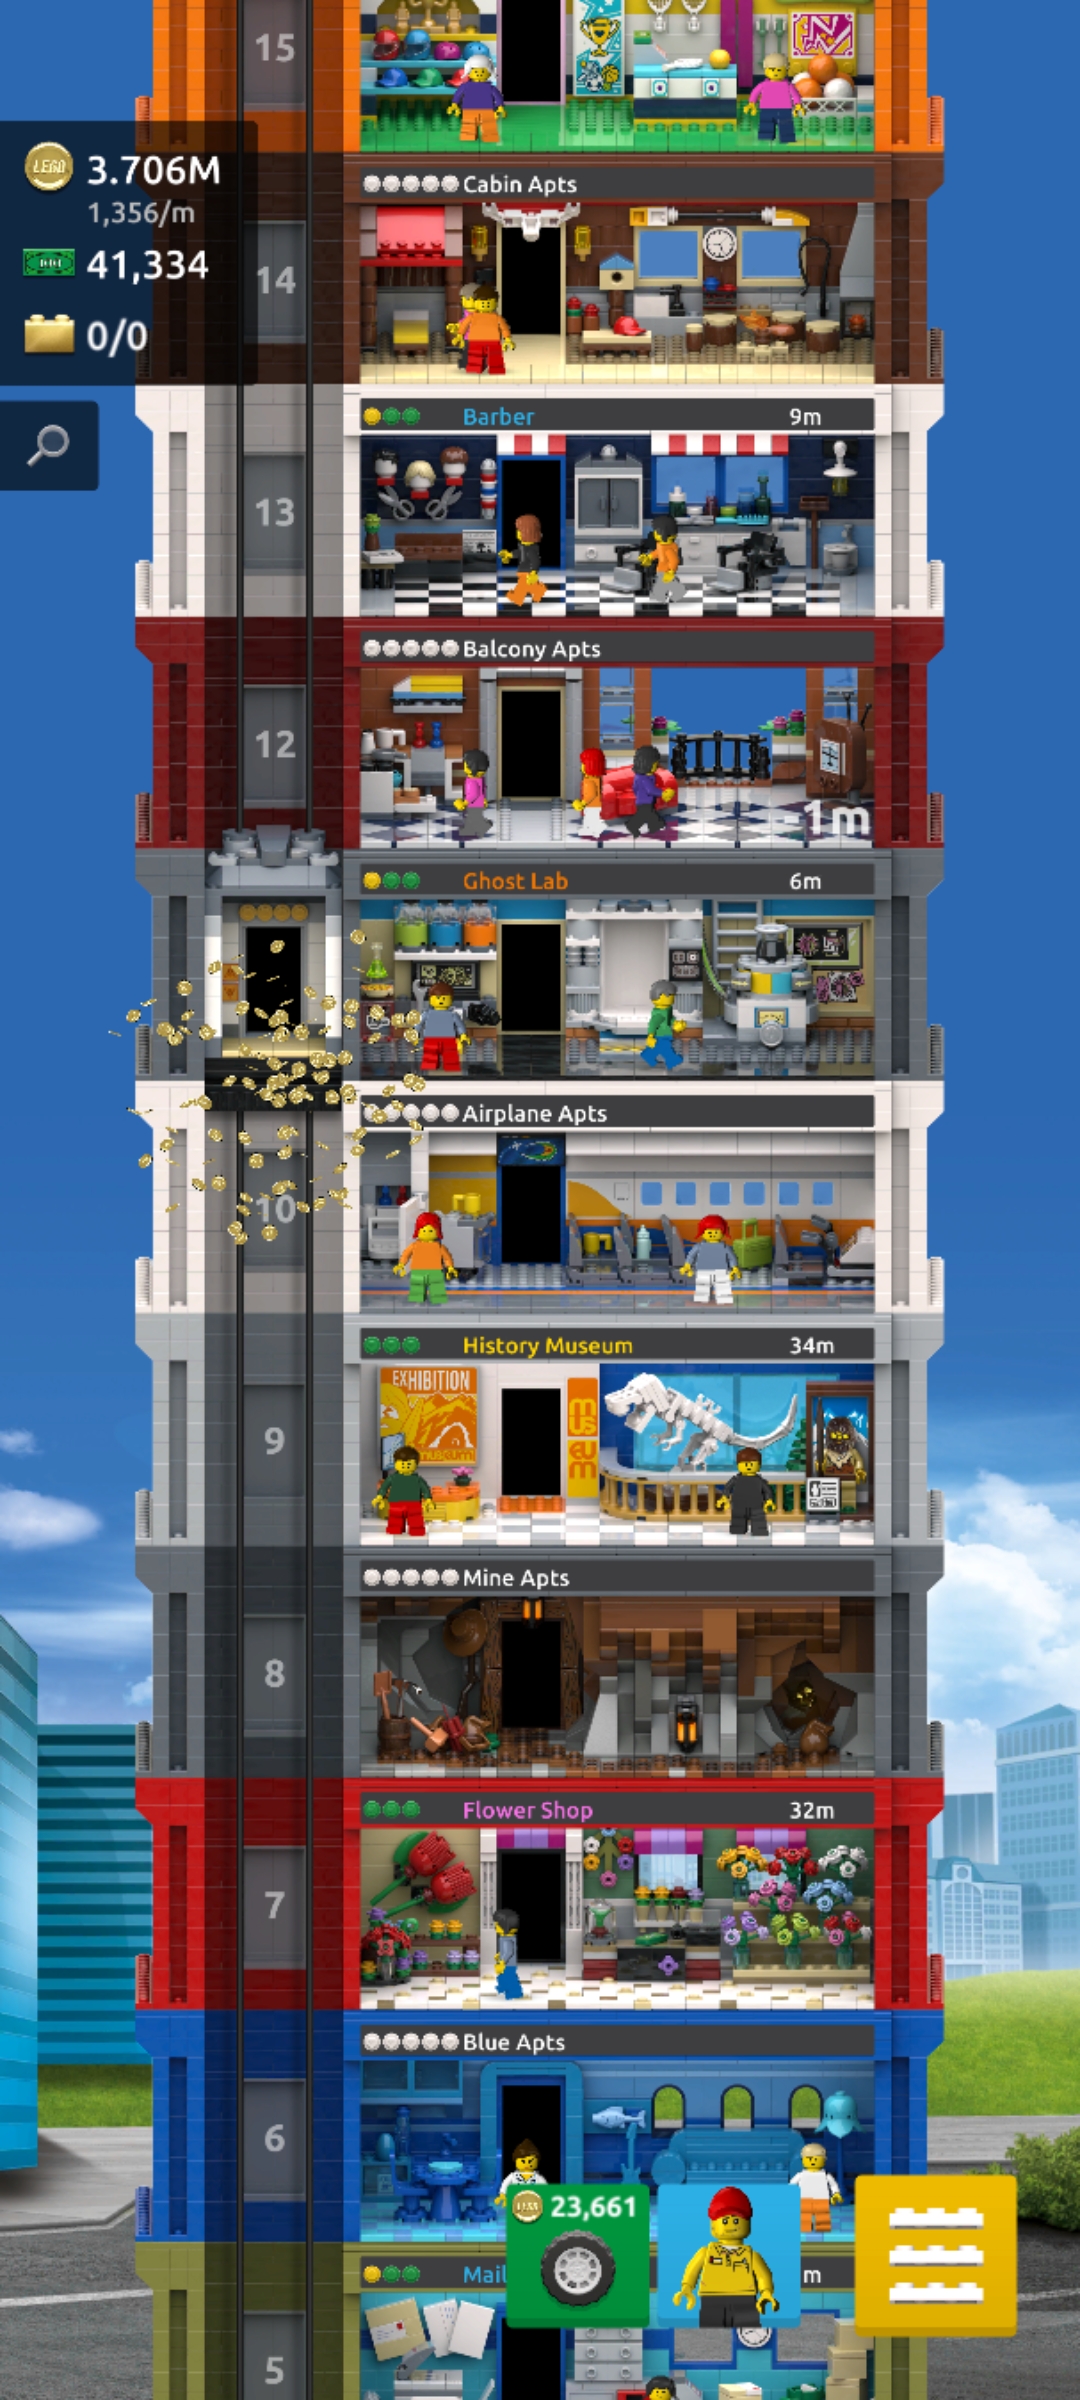 15
LEGO 3.706M
1,356/m
41,334
0/0
Cabin Apts
14
Barber 9m
13
Balcony Apts
12
-1m
Ghost Lab 6m
Airplane Apts
10
History Museum 34m
EXHIBITION
MUSEUM
MUS
EUM
9
Mine Apts
8
Flower Shop 32m
7
Blue Apts
6
23,661
Mail
m
5